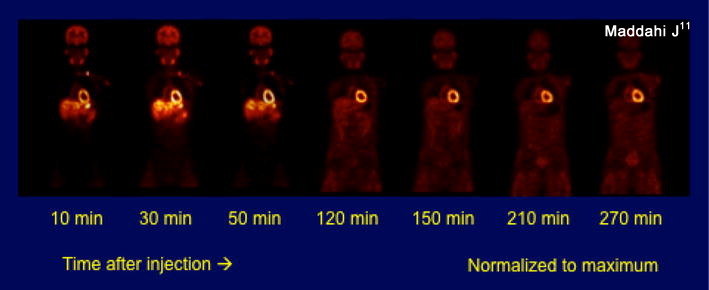 Maddahi J11
10 min 30 min 50 min 120 min 150 min 210 min 270 min
Time after injection → Normalized to maximum